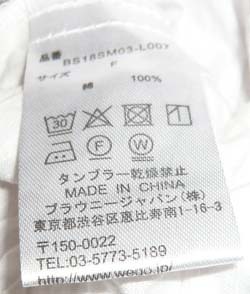 品番 BS18SM03-L007
サイズ F
綿 100%
30
F W
タンブラー乾燥禁止
MADE IN CHINA
ブラウニージャパン(株)
東京都渋谷区恵比寿南1-16-3
〒150-0022
TEL:03-5773-5189
http://www.wego.jp/